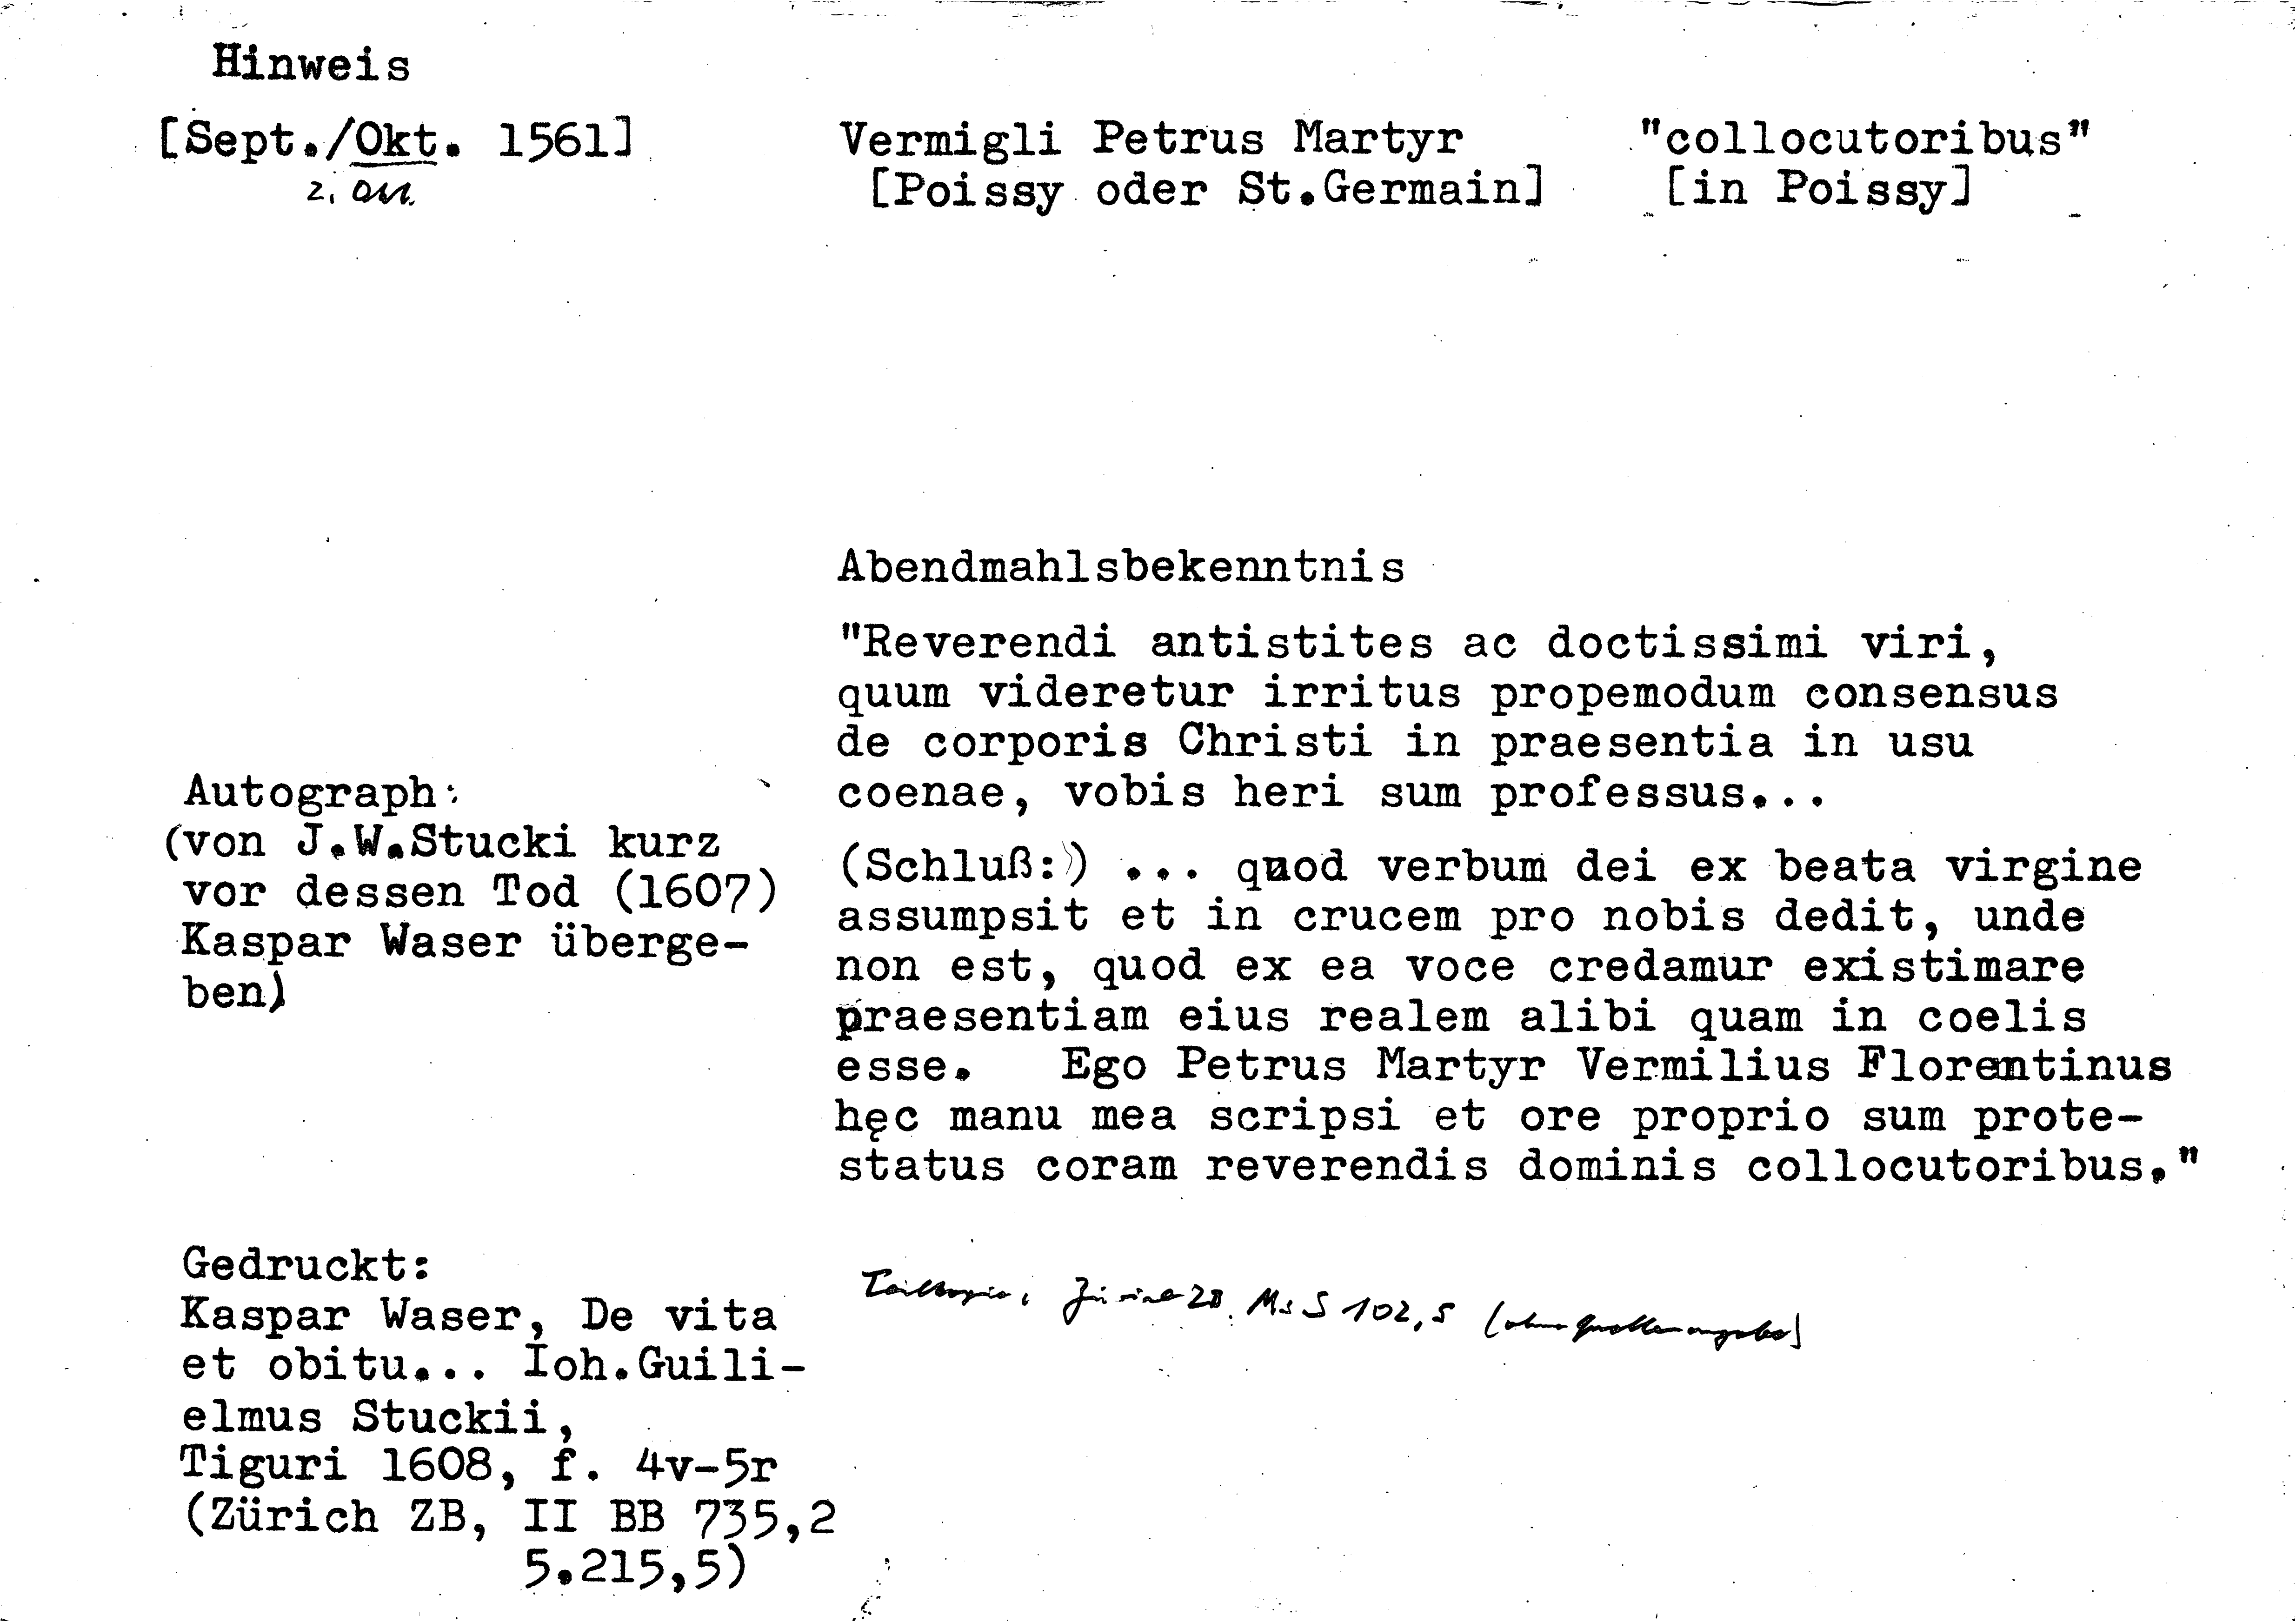 Hinweis
[Sept./Okt. 1561]
Vermigli Petrus Martyr
[Poissy oder St.Germain]
"collocutoribus"
[in Poissy]
Abendmahlsbekenntnis
"Reverendi antistites ac doctissimi viri,
quum videretur irritus propemodum consensus
de corporis Christi in praesentia in usu
coenae, vobis heri sum professus...
(Schluß:) ... quod verbum dei ex beata virgine
assumpsit et in crucem pro nobis dedit, unde
non est, quod ex ea voce credamur existimare
praesentiam eius realem alibi quam in coelis
esse. Ego Petrus Martyr Vermilius Florentinus
hęc manu mea scripsi et ore proprio sum prote-
status coram reverendis dominis collocutoribus."
Autograph:
(von J.W.Stucki kurz
vor dessen Tod (1607)
Kaspar Waser überge-
ben)
Gedruckt:
Kaspar Waser, De vita
et obitu... Ioh.Guili-
elmus Stuckii,
Tiguri 1608, f. 4v-5r
(Zürich ZB, II BB 735,2
5.215,5)
Zürich ZB. Ms S 102,5 (ohne Quellenangabe)